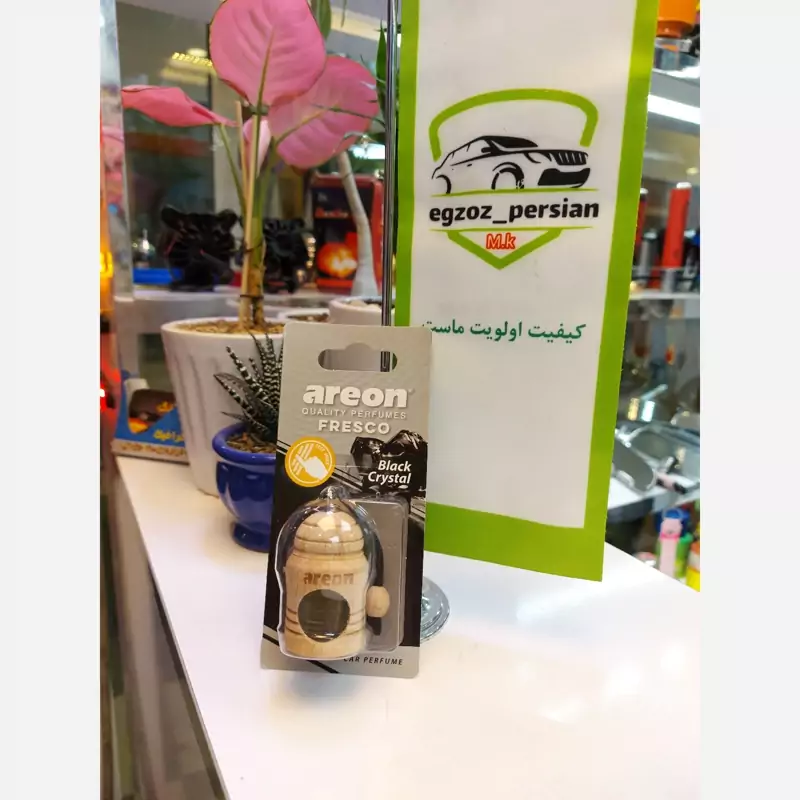 egzoz_persian
M.k
کیفیت اولویت ماست
areon
QUALITY PERFUMES
FRESCO
Black
Crystal
areon
CAR PERFUME